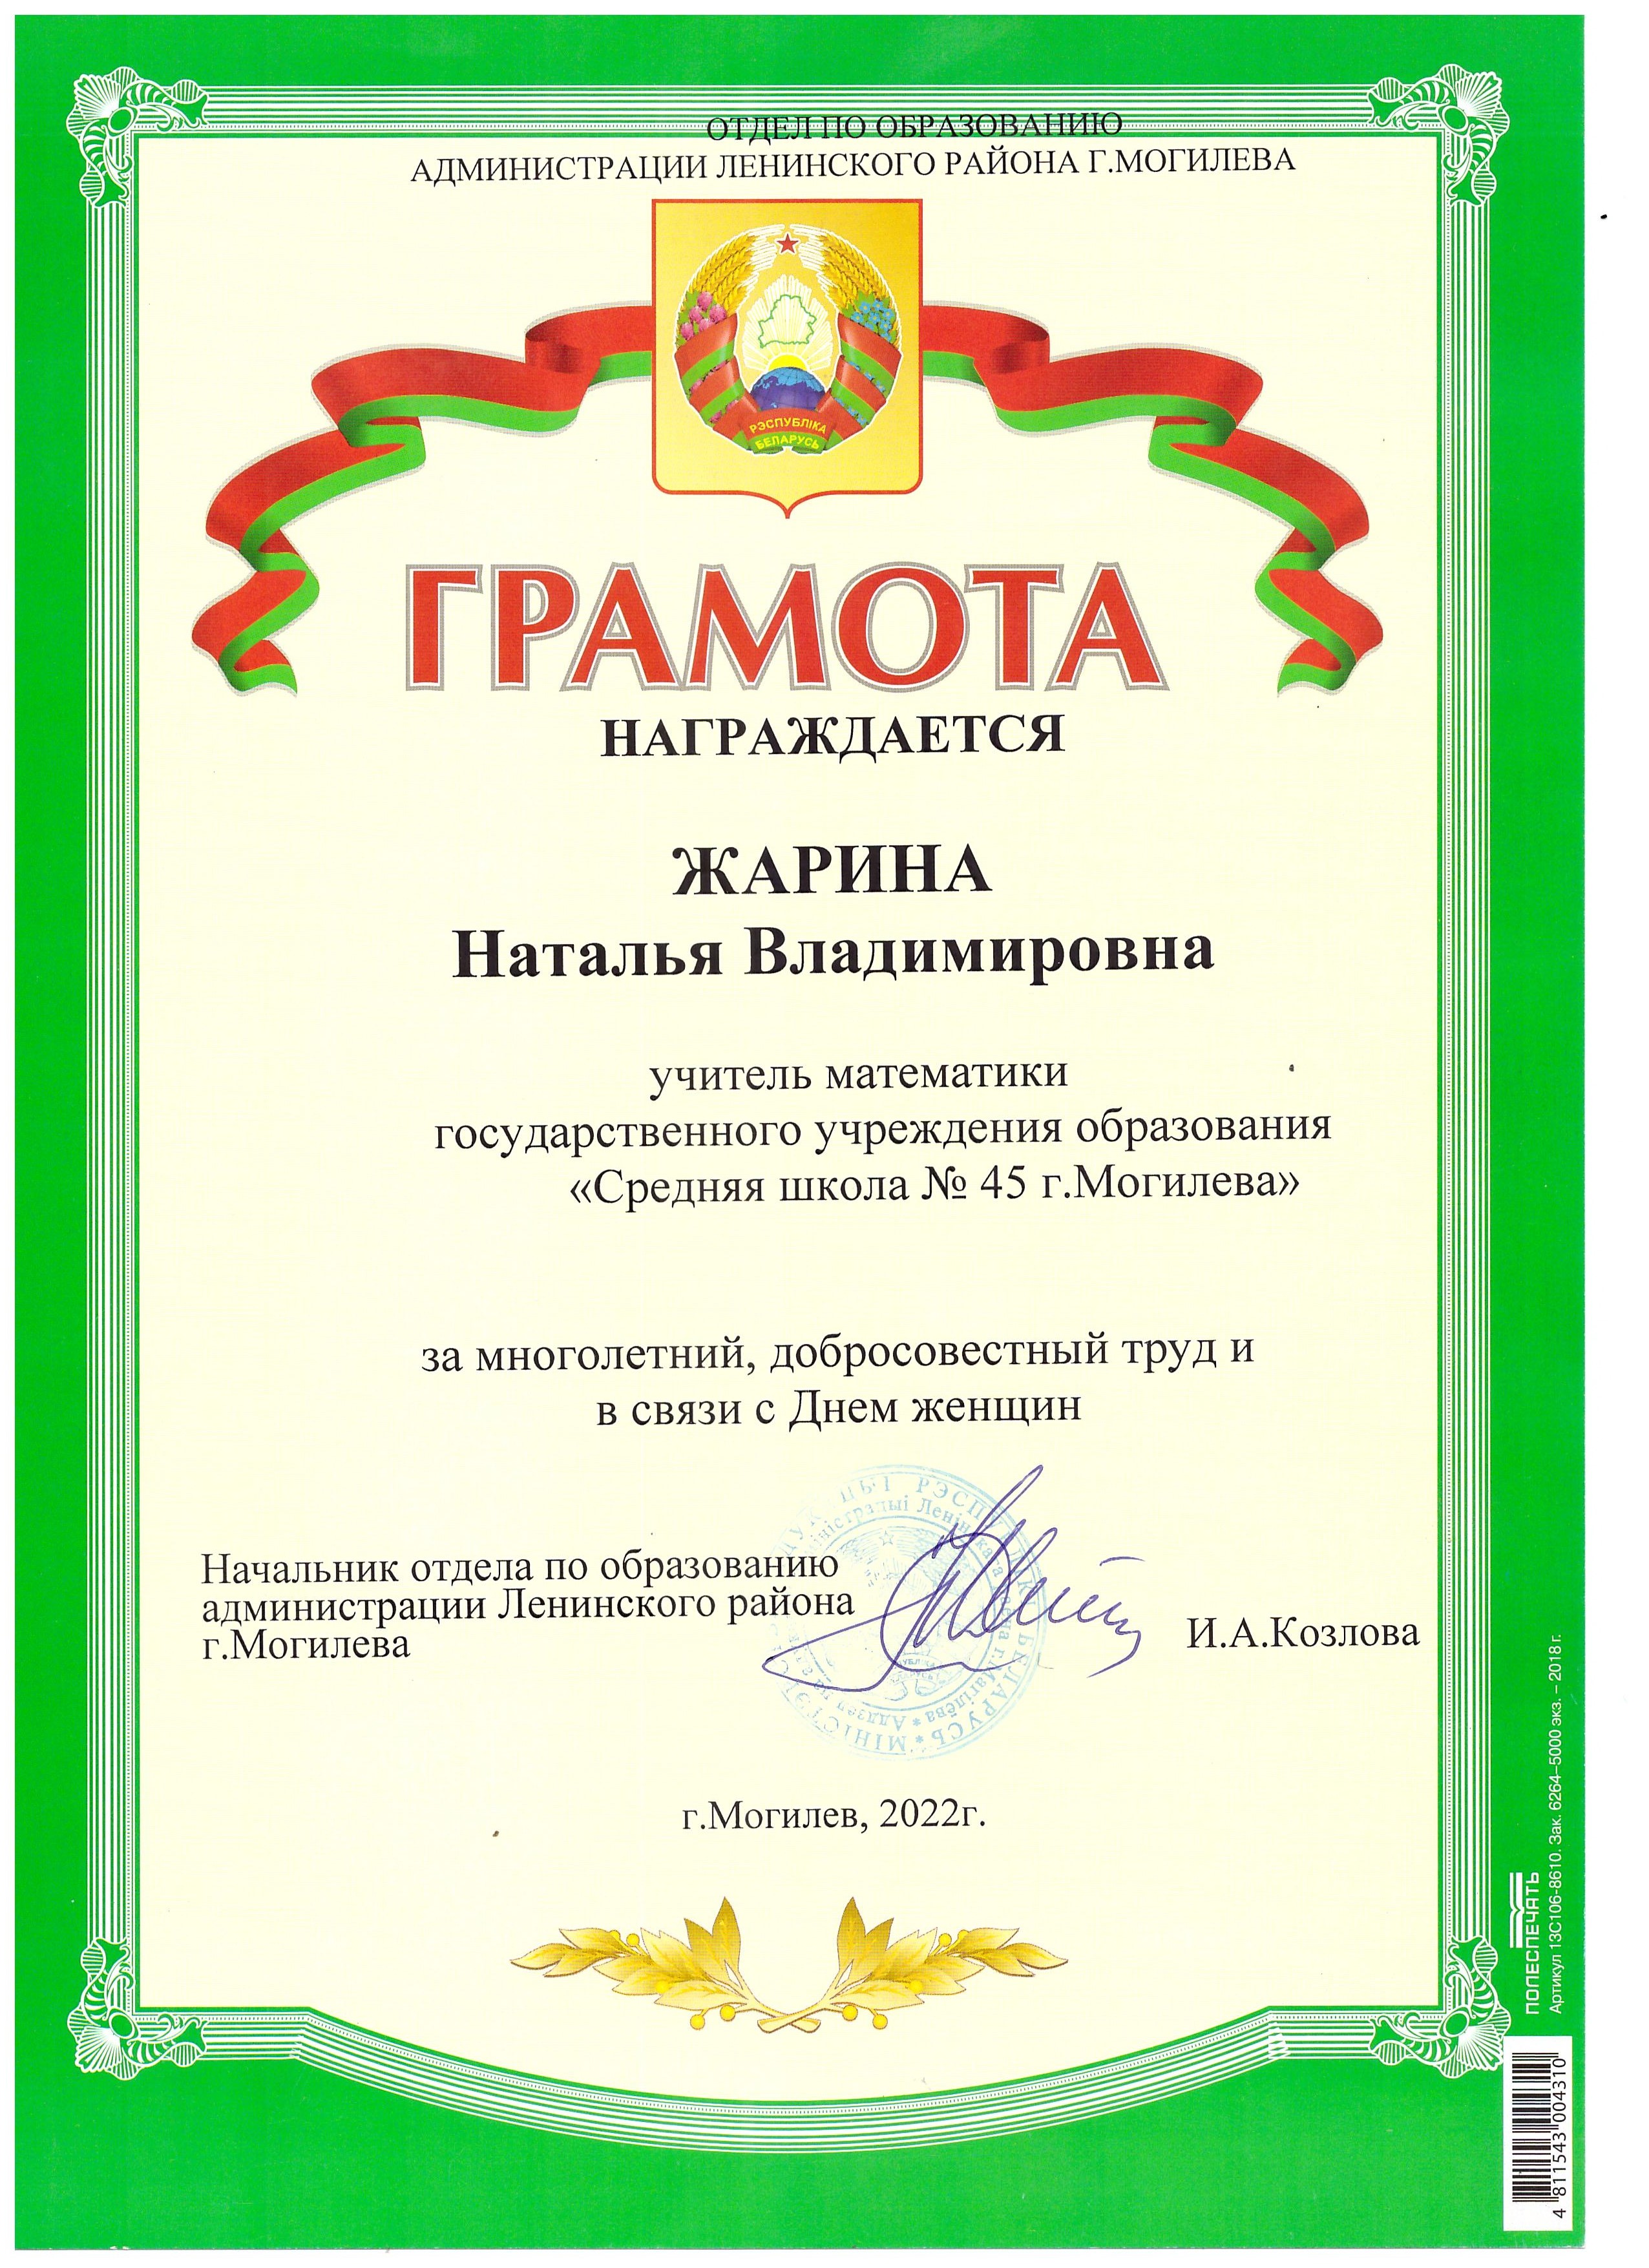 ОТДЕЛ ПО ОБРАЗОВАНИЮ
АДМИНИСТРАЦИИ ЛЕНИНСКОГО РАЙОНА Г.МОГИЛЕВА
РЭСПУБЛІКА
БЕЛАРУСЬ
ГРАМОТА
НАГРАЖДАЕТСЯ
ЖАРИНА
Наталья Владимировна
учитель математики
государственного учреждения образования
«Средняя школа № 45 г.Могилева»
за многолетний, добросовестный труд и
в связи с Днем женщин
Начальник отдела по образованию
администрации Ленинского района
г.Могилева
И.А.Козлова
г.Могилев, 2022г.
ПОЛЕСПЕЧАТЬ
Артикул 13С106-8610. Зак. 6264–5000 экз. – 2018 г.
4 811543 004310